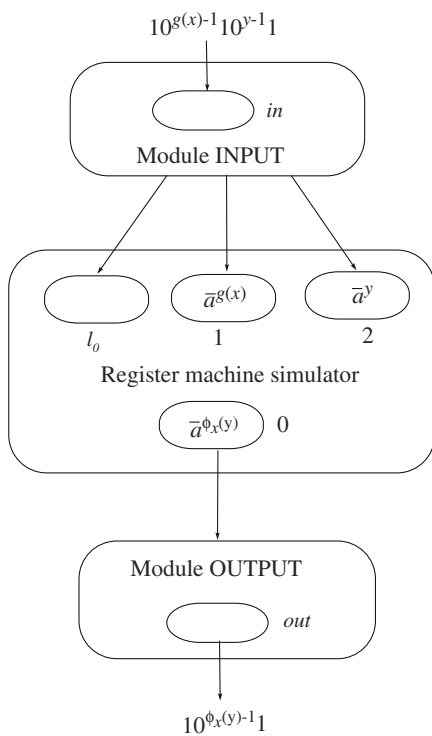 10^{g(x)-1}10^{y-1}1
in
Module INPUT
ā^{g(x)} ā^{y}
l_0 1 2
Register machine simulator
ā^{ϕ_x(y)} 0
Module OUTPUT
out
10^{ϕ_x(y)-1}1